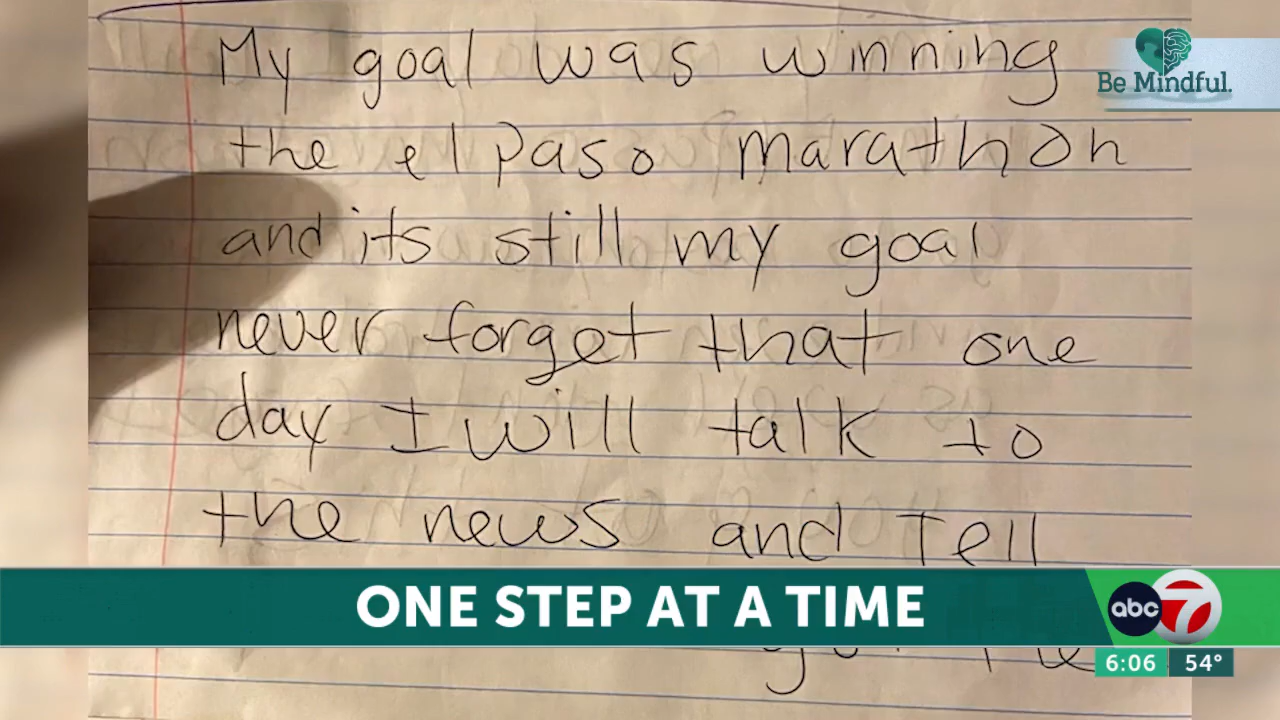 My goal was winning
Be Mindful.
the el Paso marathon
and its still my goal
never forget that one
day I will talk to
the news and Tell
ONE STEP AT A TIME
abc 7
6:06 54°